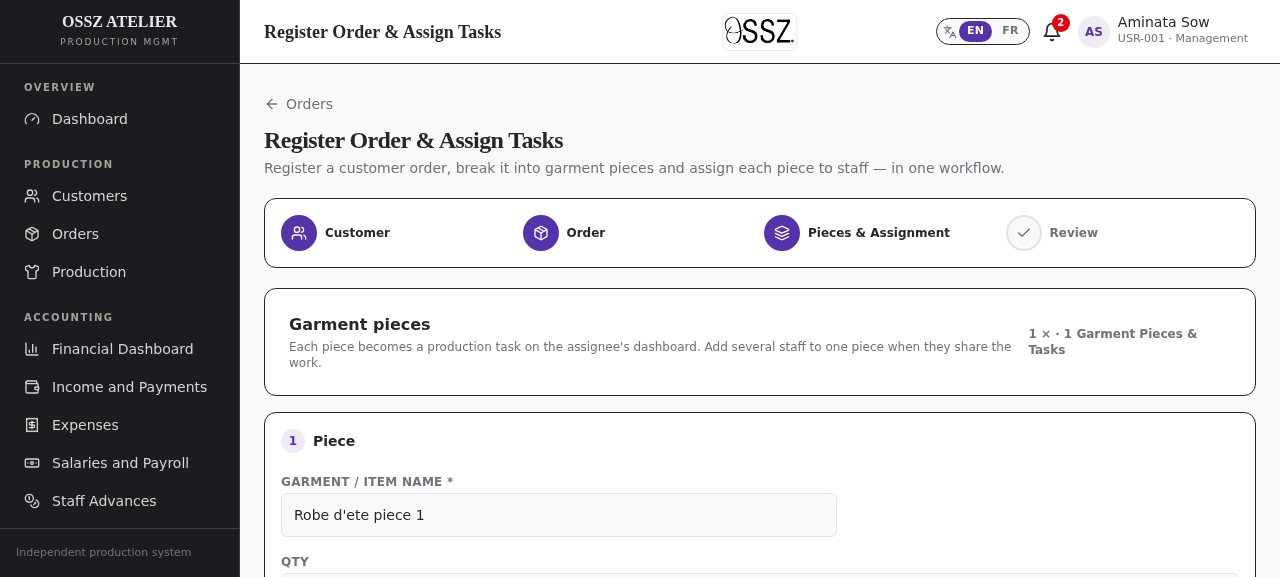 OSSZ ATELIER
PRODUCTION MGMT
OVERVIEW
Dashboard
PRODUCTION
Customers
Orders
Production
ACCOUNTING
Financial Dashboard
Income and Payments
Expenses
Salaries and Payroll
Staff Advances
Independent production system
Register Order & Assign Tasks
OSSZ.
EN FR
2
AS
Aminata Sow
USR-001 · Management
Orders
Register Order & Assign Tasks
Register a customer order, break it into garment pieces and assign each piece to staff — in one workflow.
Customer
Order
Pieces & Assignment
Review
Garment pieces
Each piece becomes a production task on the assignee's dashboard. Add several staff to one piece when they share the
work.
1 × · 1 Garment Pieces &
Tasks
1 Piece
GARMENT / ITEM NAME *
Robe d'ete piece 1
QTY